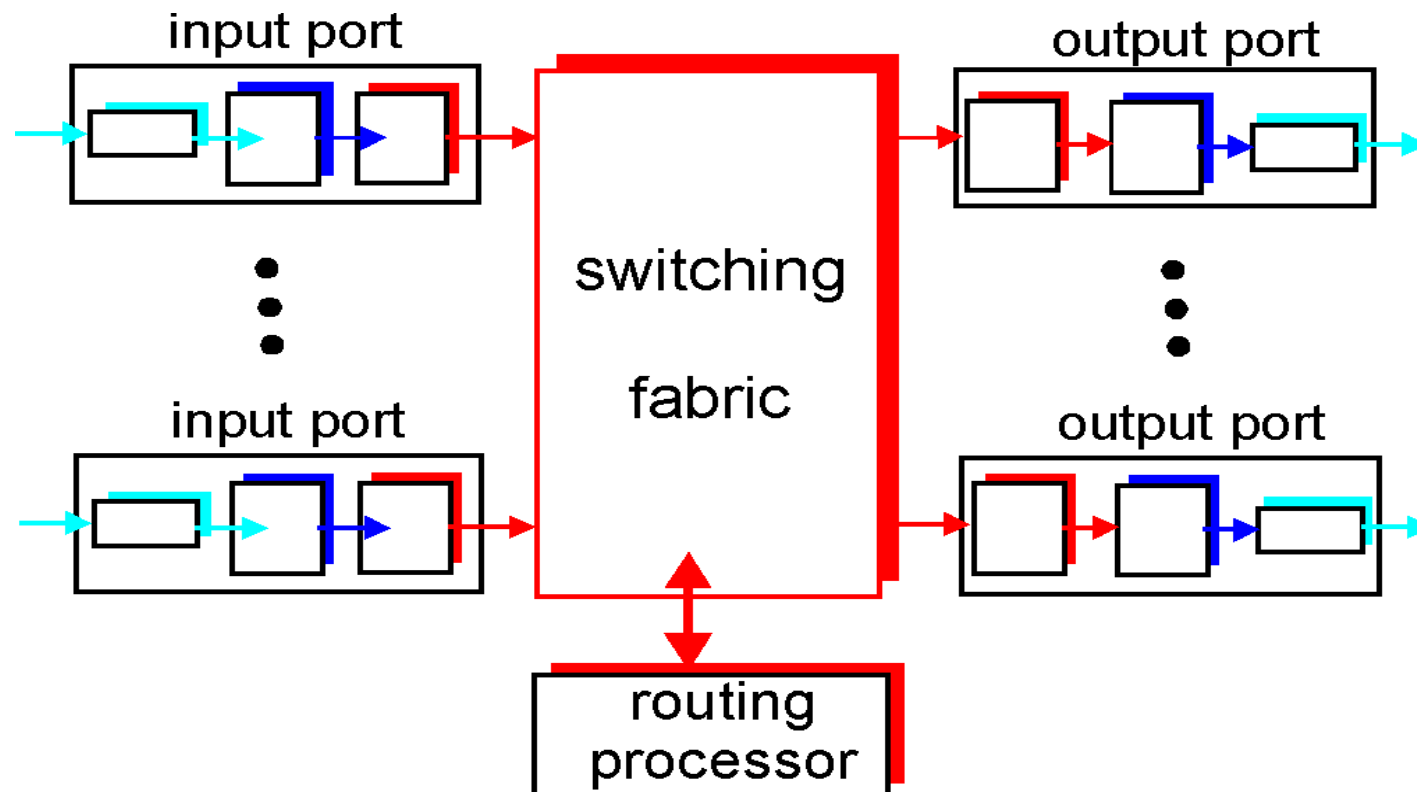 input port
output port
switching
fabric
input port
output port
routing
processor